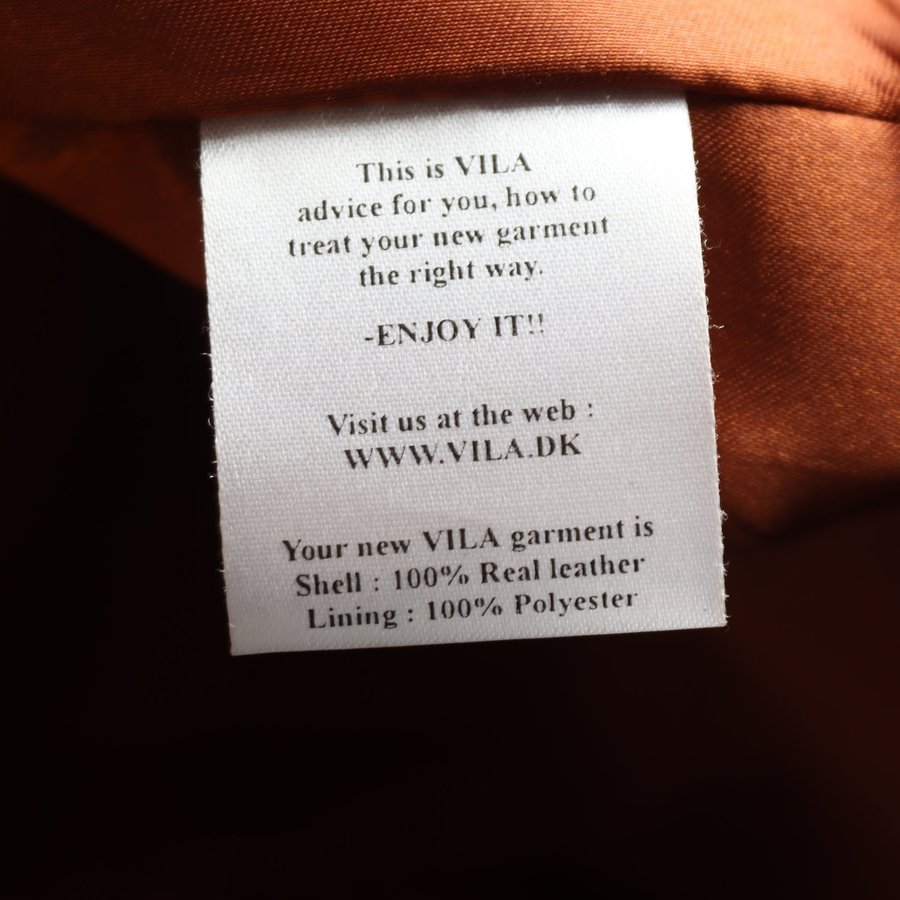 This is VILA
advice for you, how to
treat your new garment
the right way.
-ENJOY IT!!
Visit us at the web :
WWW.VILA.DK
Your new VILA garment is
Shell : 100% Real leather
Lining : 100% Polyester